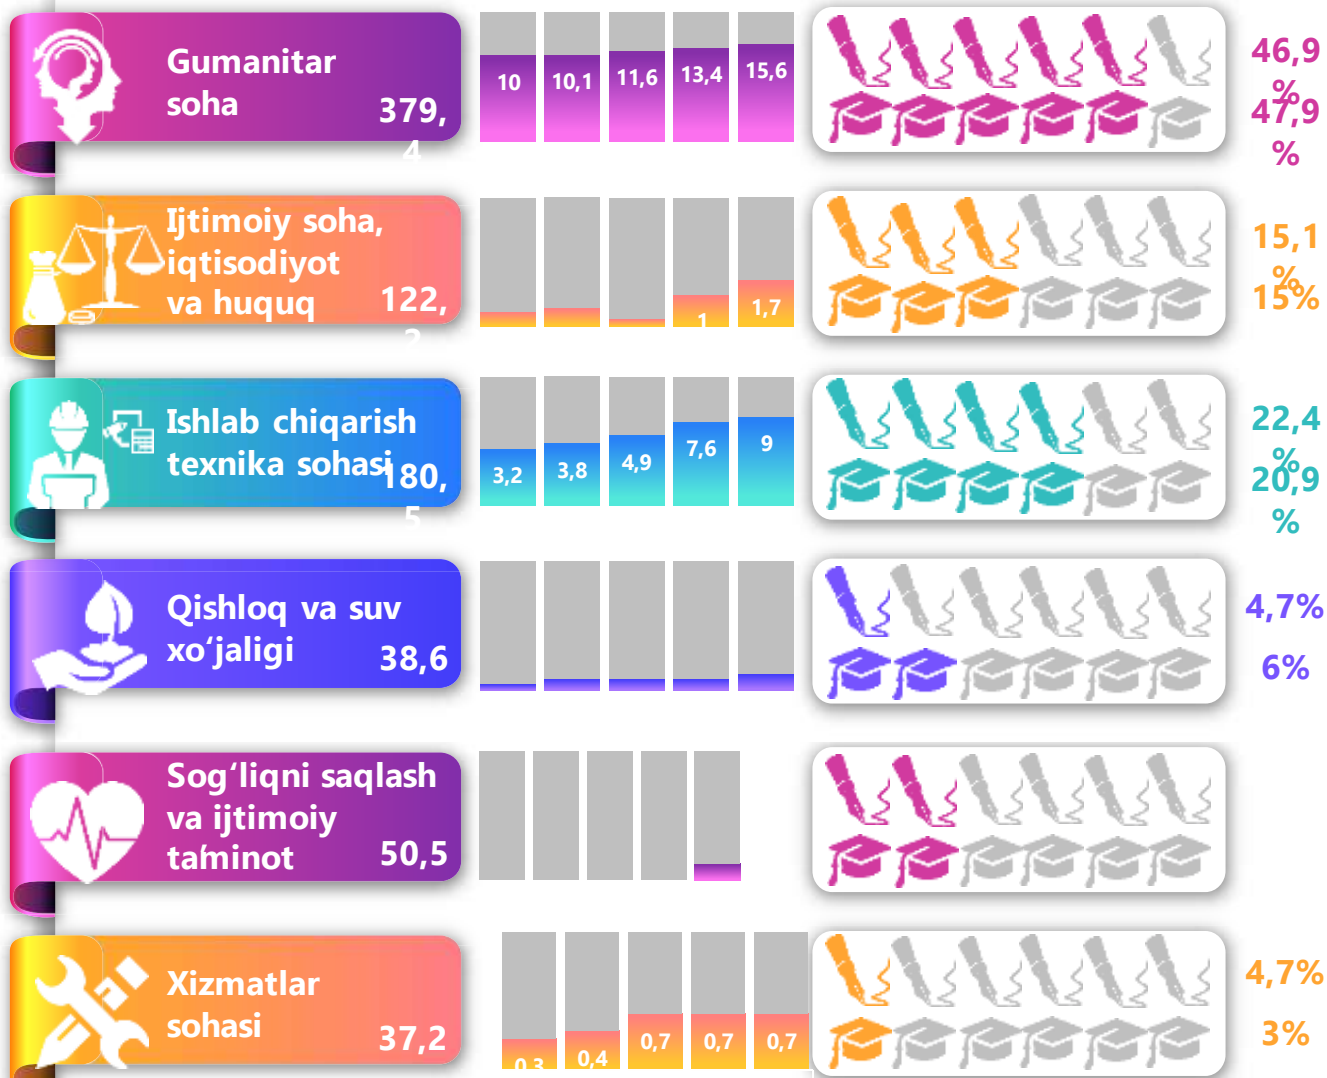 Gumanitar
soha
379,
4
10
10,1
11,6
13,4
15,6
46,9
%
47,9
%
Ijtimoiy soha,
iqtisodiyot
va huquq
122,
2
1
1,7
15,1
%
15%
Ishlab chiqarish
texnika sohasi
180,
5
3,2
3,8
4,9
7,6
9
22,4
%
20,9
%
Qishloq va suv
xo‘jaligi
38,6
4,7%
6%
Sog‘liqni saqlash
va ijtimoiy
ta’minot
50,5
Xizmatlar
sohasi
37,2
0,3
0,4
0,7
0,7
0,7
4,7%
3%